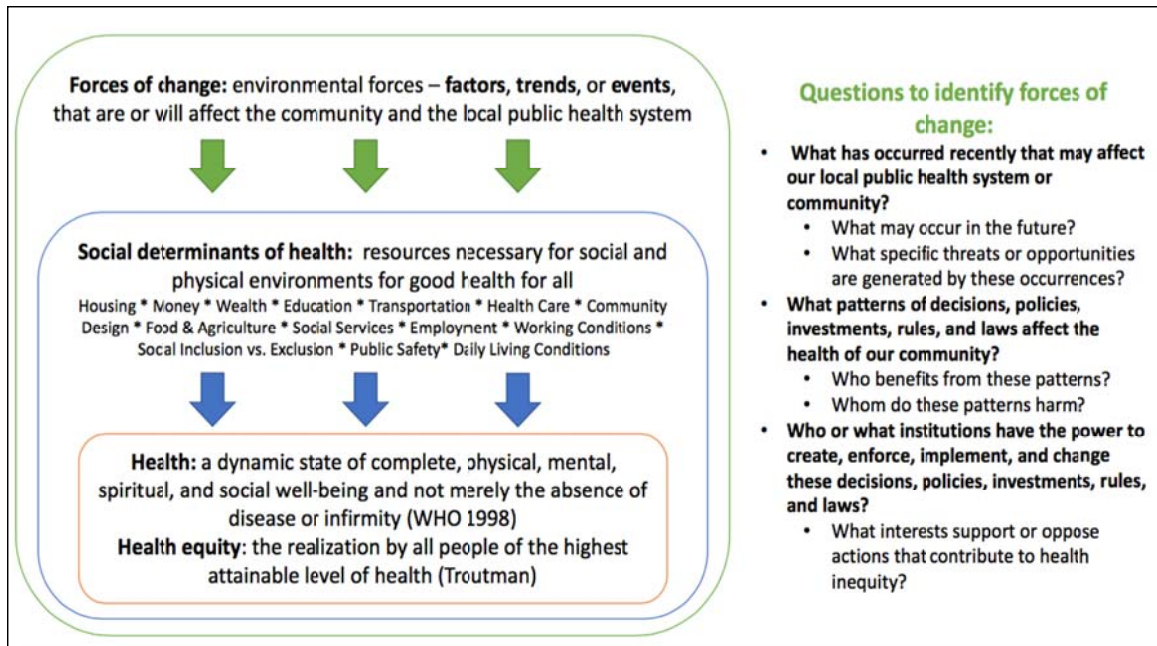 Forces of change: environmental forces – factors, trends, or events,
that are or will affect the community and the local public health system
Social determinants of health: resources necessary for social and
physical environments for good health for all
Housing * Noney * Wealth * Education * Transportation * Health Care * Community
Design * Food & Agriculture * Social Services * Employment * Working Conditions *
Socal Inclusion vs. Exclusion * Public Safety* Daily Living Conditions
Health: a dynamic state of complete, physical, mental,
spiritual, and social well-being and not merely the absence of
disease or infirmity (WHO 1998)
Health equity: the realization by all people of the highest
attainable level of health (Troutman)
Questions to identify forces of
change:
• What has occurred recently that may affect
our local public health system or
community?
• What may occur in the future?
• What specific threats or opportunities
are generated by these occurrences?
• What patterns of decisions, policies,
investments, rules, and laws affect the
health of our community?
• Who benefits from these patterns?
• Whom do these patterns harm?
• Who or what institutions have the power to
create, enforce, implement, and change
these decisions, policies, investments, rules,
and laws?
• What interests support or oppose
actions that contribute to health
inequity?